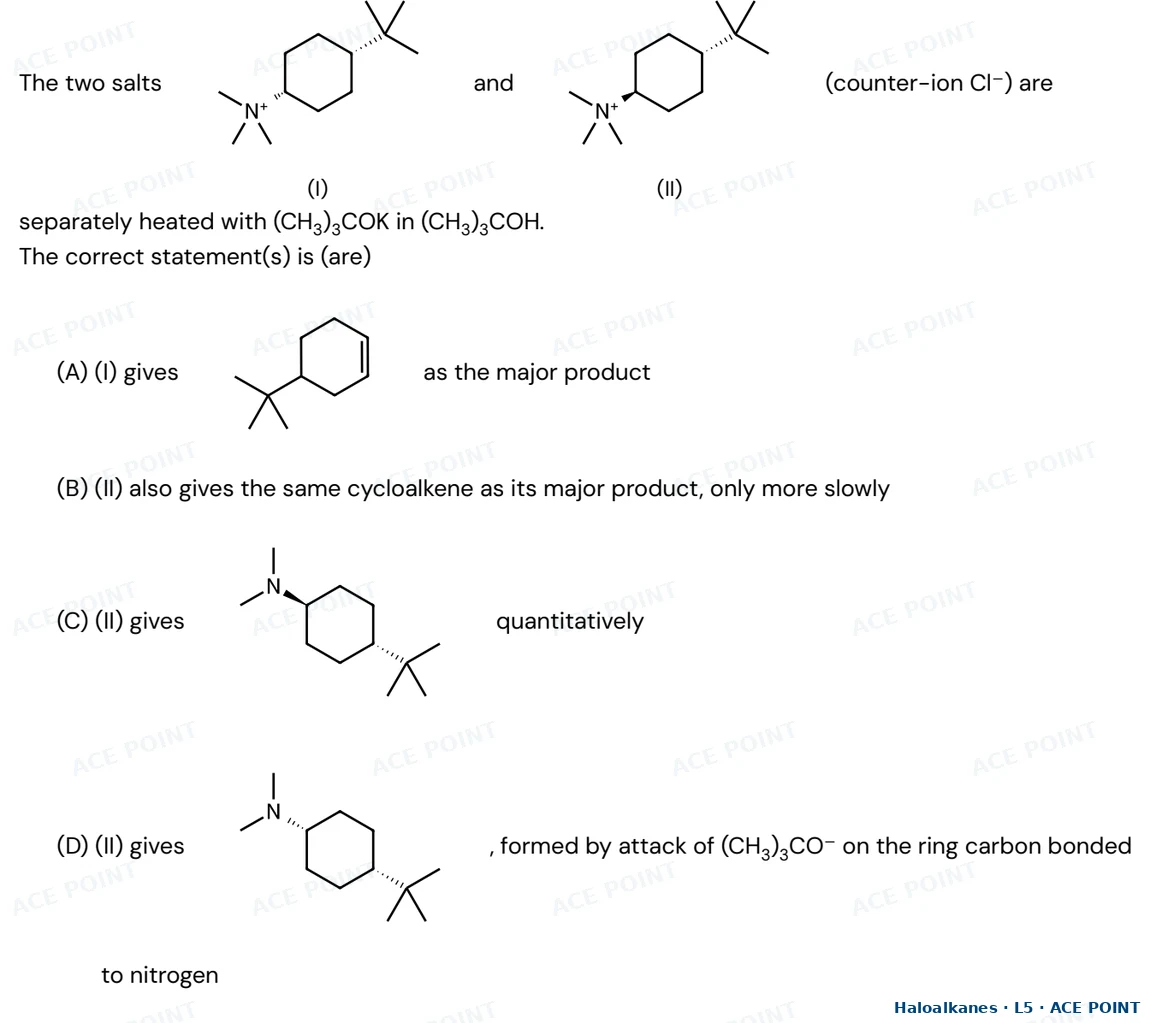 The two salts N⁺ and N⁺ (counter-ion Cl⁻) are
(I) (II)
separately heated with (CH₃)₃COK in (CH₃)₃COH.
The correct statement(s) is (are)
(A) (I) gives as the major product
(B) (II) also gives the same cycloalkene as its major product, only more slowly
N
(C) (II) gives quantitatively
N
(D) (II) gives , formed by attack of (CH₃)₃CO⁻ on the ring carbon bonded
to nitrogen
Haloalkanes · L5 · ACE POINT
ACE POINT